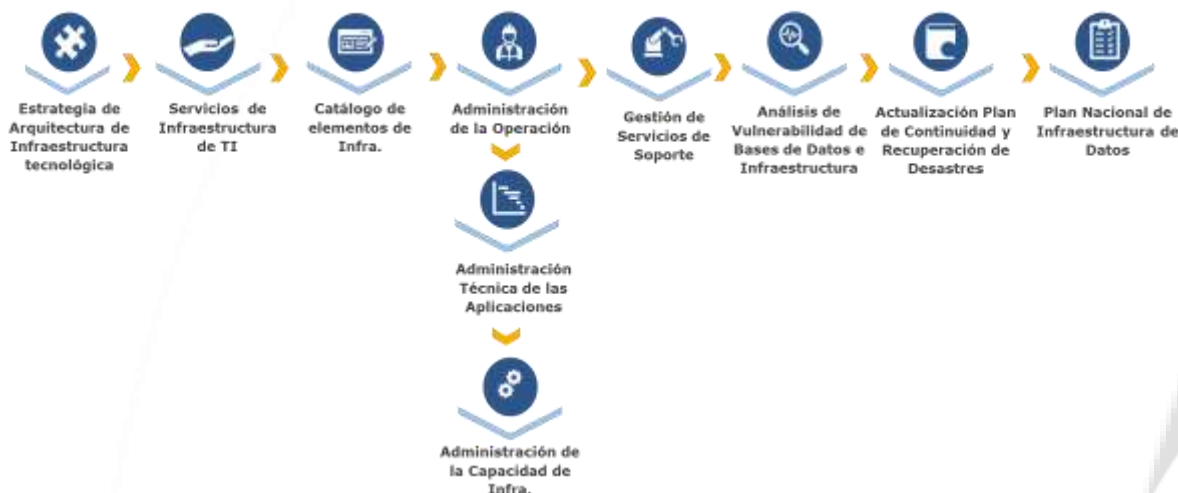 Estrategia de
Arquitectura de
Infraestructura
tecnológica
Servicios de
Infraestructura
de TI
Catálogo de
elementos de
Infra.
Administración
de la Operación
Gestión de
Servicios de
Soporte
Análisis de
Vulnerabilidad de
Bases de Datos e
Infraestructura
Actualización Plan
de Continuidad y
Recuperación de
Desastres
Plan Nacional de
Infraestructura de
Datos
Administración
Técnica de las
Aplicaciones
Administración de
la Capacidad de
Infra.